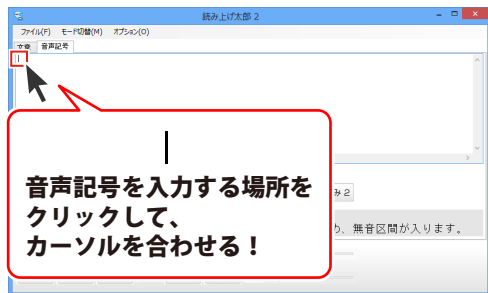 読み上げ太郎 2
ファイル(F) モード切替(M) オプション(O)
文章 音声記号
音声記号を入力する場所を
クリックして、
カーソルを合わせる！
み２
、無音区間が入ります。